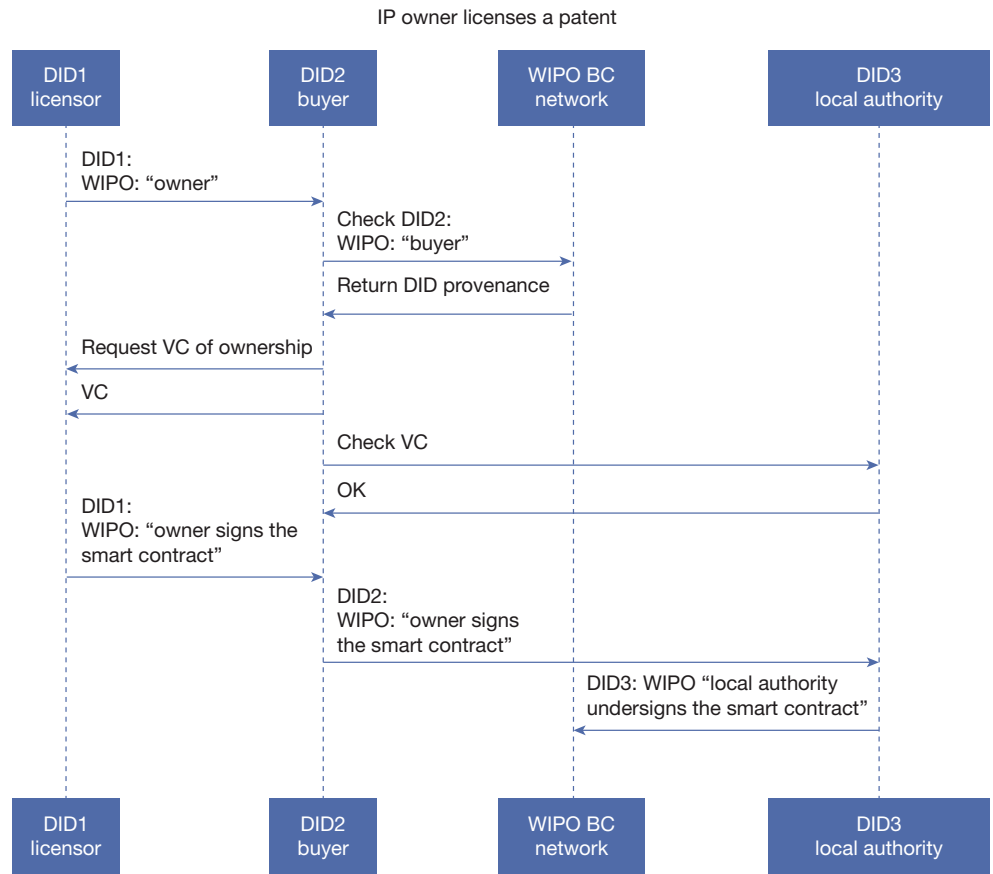 IP owner licenses a patent
DID1
licensor
DID2
buyer
WIPO BC
network
DID3
local authority
DID1:
WIPO: “owner”
Check DID2:
WIPO: “buyer”
Return DID provenance
Request VC of ownership
VC
Check VC
OK
DID1:
WIPO: “owner signs the
smart contract”
DID2:
WIPO: “owner signs
the smart contract”
DID3: WIPO “local authority
undersigns the smart contract”
DID1
licensor
DID2
buyer
WIPO BC
network
DID3
local authority